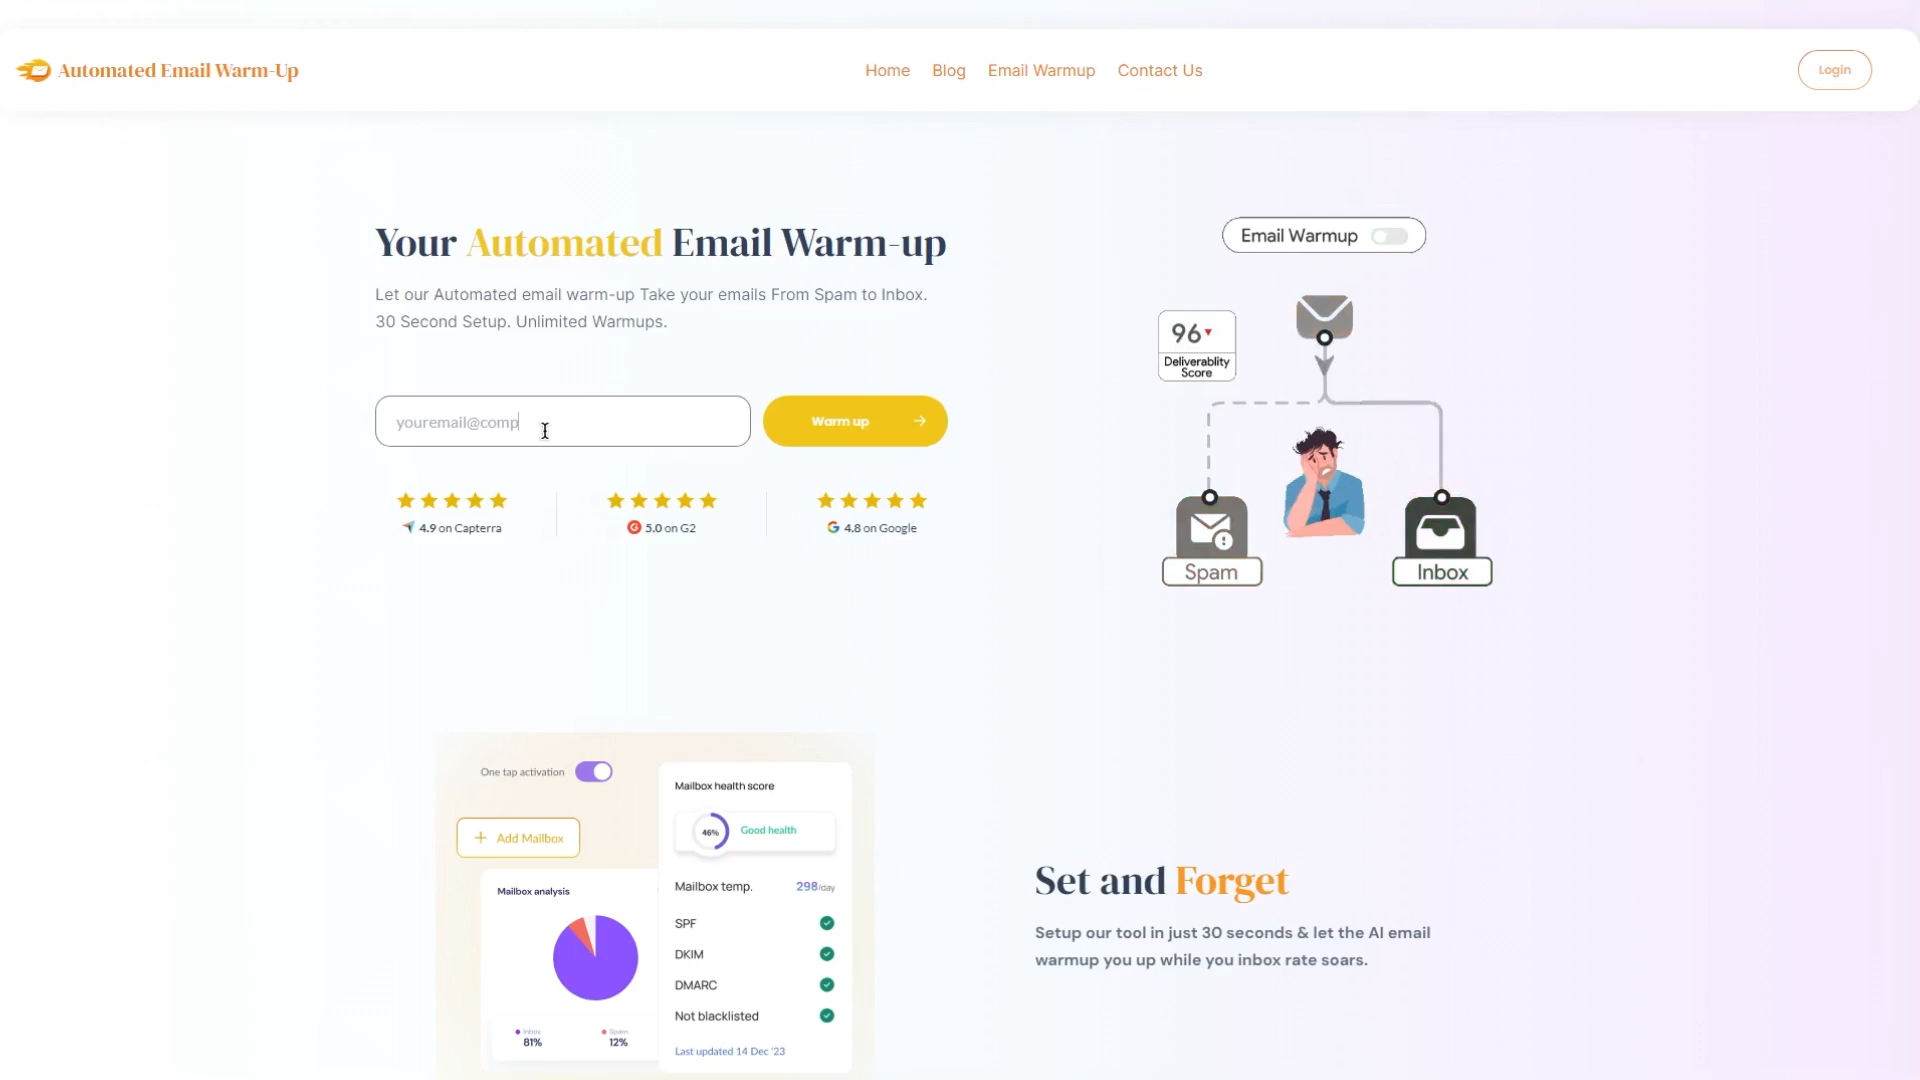 Automated Email Warm-Up
Home
Blog
Email Warmup
Contact Us
Login
Your Automated Email Warm-up
Let our Automated email warm-up Take your emails From Spam to Inbox.
30 Second Setup. Unlimited Warmups.
youremail@comp
Warm up
4.9 on Capterra
5.0 on G2
4.8 on Google
Email Warmup
96
Deliverablity
Score
Spam
Inbox
One tap activation
Add Mailbox
Mailbox analysis
Inbox
81%
Spam
12%
Mailbox health score
46%
Good health
Mailbox temp.
298/day
SPF
DKIM
DMARC
Not blacklisted
Last updated 14 Dec '23
Set and Forget
Setup our tool in just 30 seconds & let the AI email
warmup you up while you inbox rate soars.